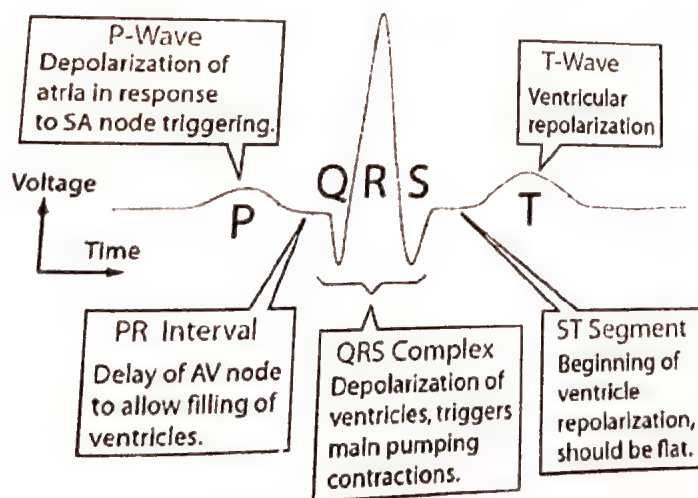 P-Wave
Depolarization of
atria in response
to SA node triggering.
T-Wave
Ventricular
repolarization
Voltage
Time
P
Q R S
T
PR Interval
Delay of AV node
to allow filling of
ventricles.
QRS Complex
Depolarization of
ventricles, triggers
main pumping
contractions.
ST Segment
Beginning of
ventricle
repolarization,
should be flat.